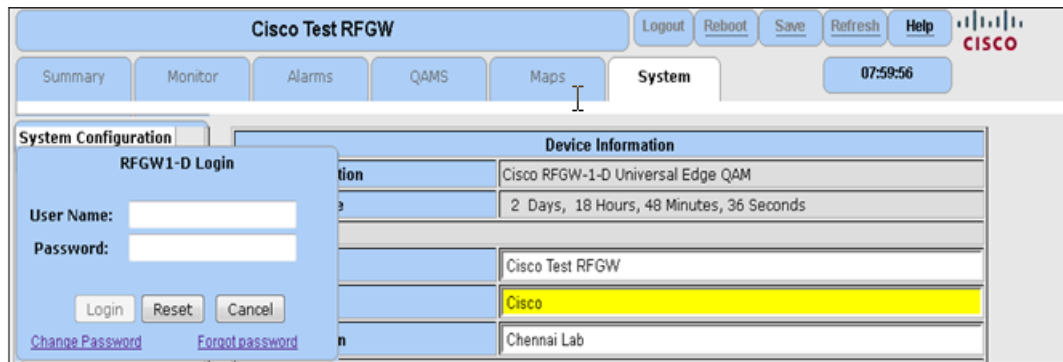 Cisco Test RFGW
Logout Reboot Save Refresh Help
CISCO
Summary Monitor Alarms QAMS Maps System
07:59:56
System Configuration
Device Information
RFGW1-D Login
Cisco RFGW-1-D Universal Edge QAM
2 Days, 18 Hours, 48 Minutes, 36 Seconds
User Name:
Password:
Cisco Test RFGW
Cisco
Login Reset Cancel
Change Password Forgot password
Chennai Lab